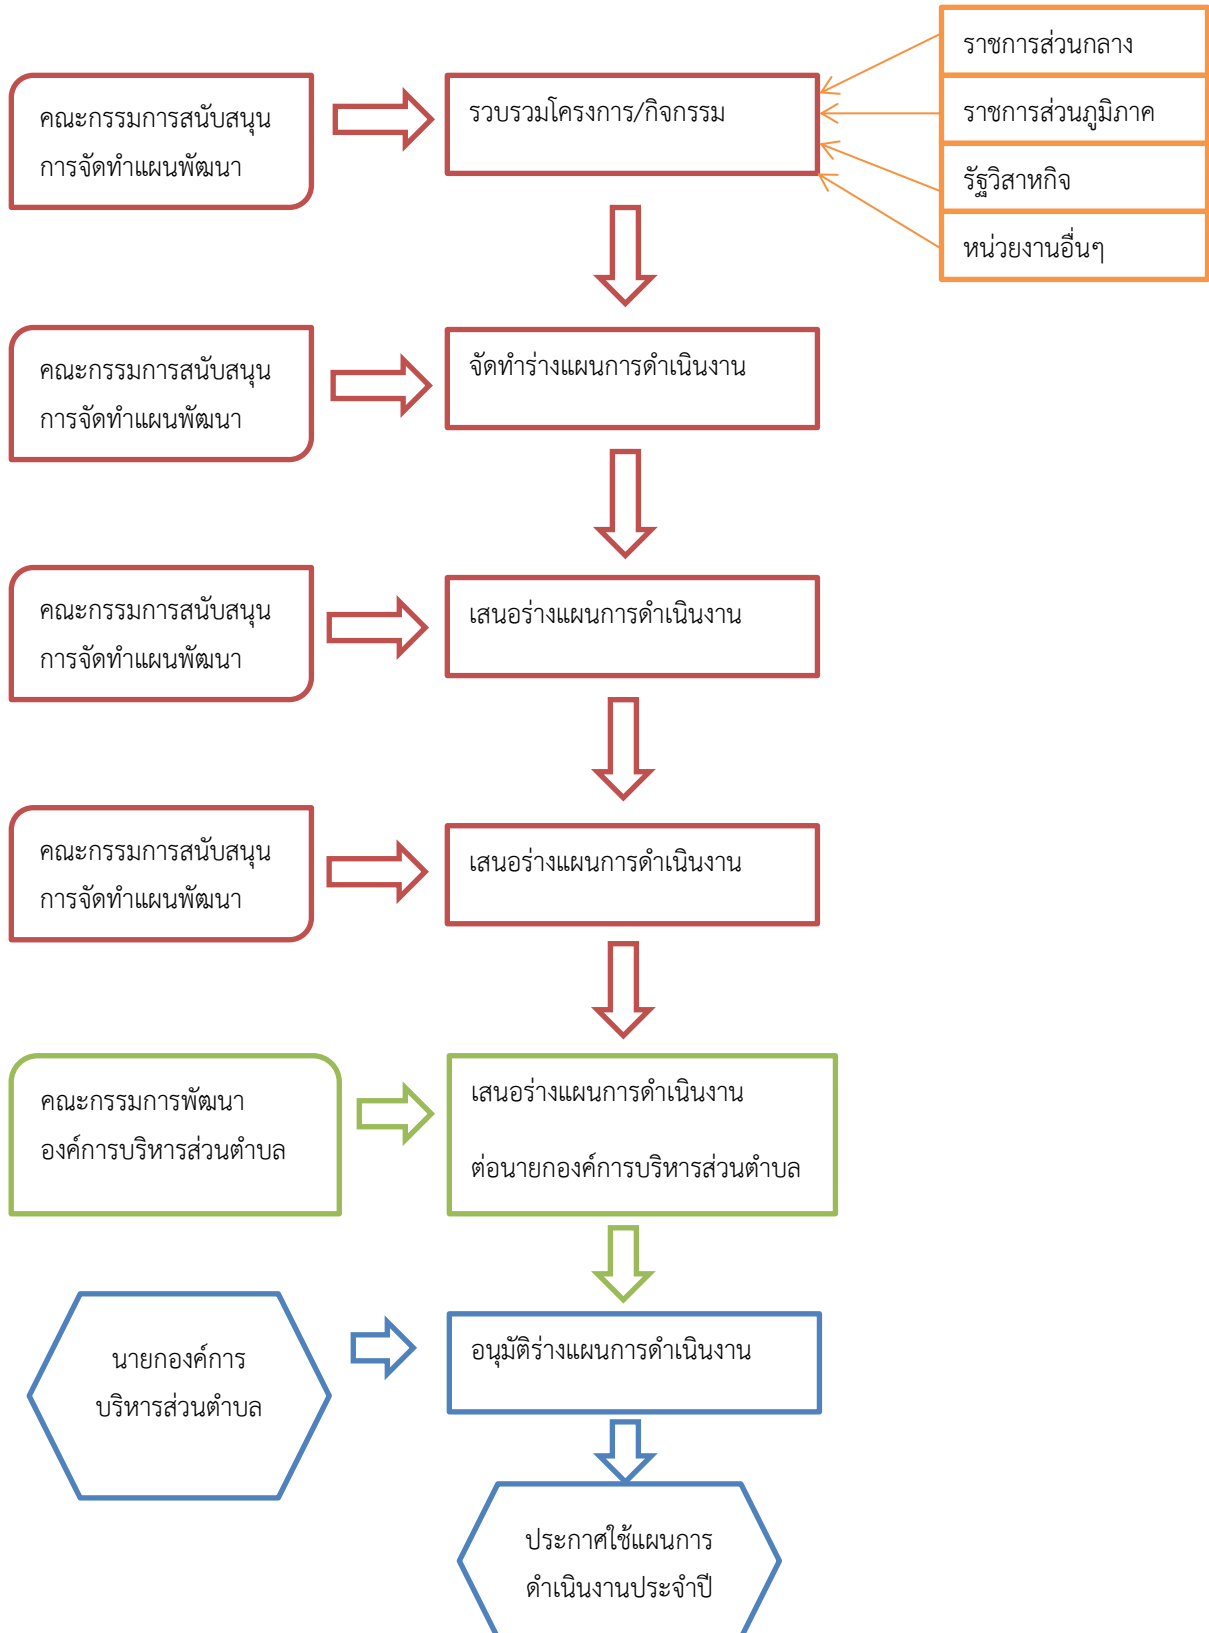 ราชการส่วนกลาง
คณะกรรมการสนับสนุน
การจัดทำแผนพัฒนา
รวบรวมโครงการ/กิจกรรม
ราชการส่วนภูมิภาค
รัฐวิสาหกิจ
หน่วยงานอื่นๆ
คณะกรรมการสนับสนุน
การจัดทำแผนพัฒนา
จัดทำร่างแผนการดำเนินงาน
คณะกรรมการสนับสนุน
การจัดทำแผนพัฒนา
เสนอร่างแผนการดำเนินงาน
คณะกรรมการสนับสนุน
การจัดทำแผนพัฒนา
เสนอร่างแผนการดำเนินงาน
คณะกรรมการพัฒนา
องค์การบริหารส่วนตำบล
เสนอร่างแผนการดำเนินงาน
ต่อนายกองค์การบริหารส่วนตำบล
นายกองค์การ
บริหารส่วนตำบล
อนุมัติร่างแผนการดำเนินงาน
ประกาศใช้แผนการ
ดำเนินงานประจำปี